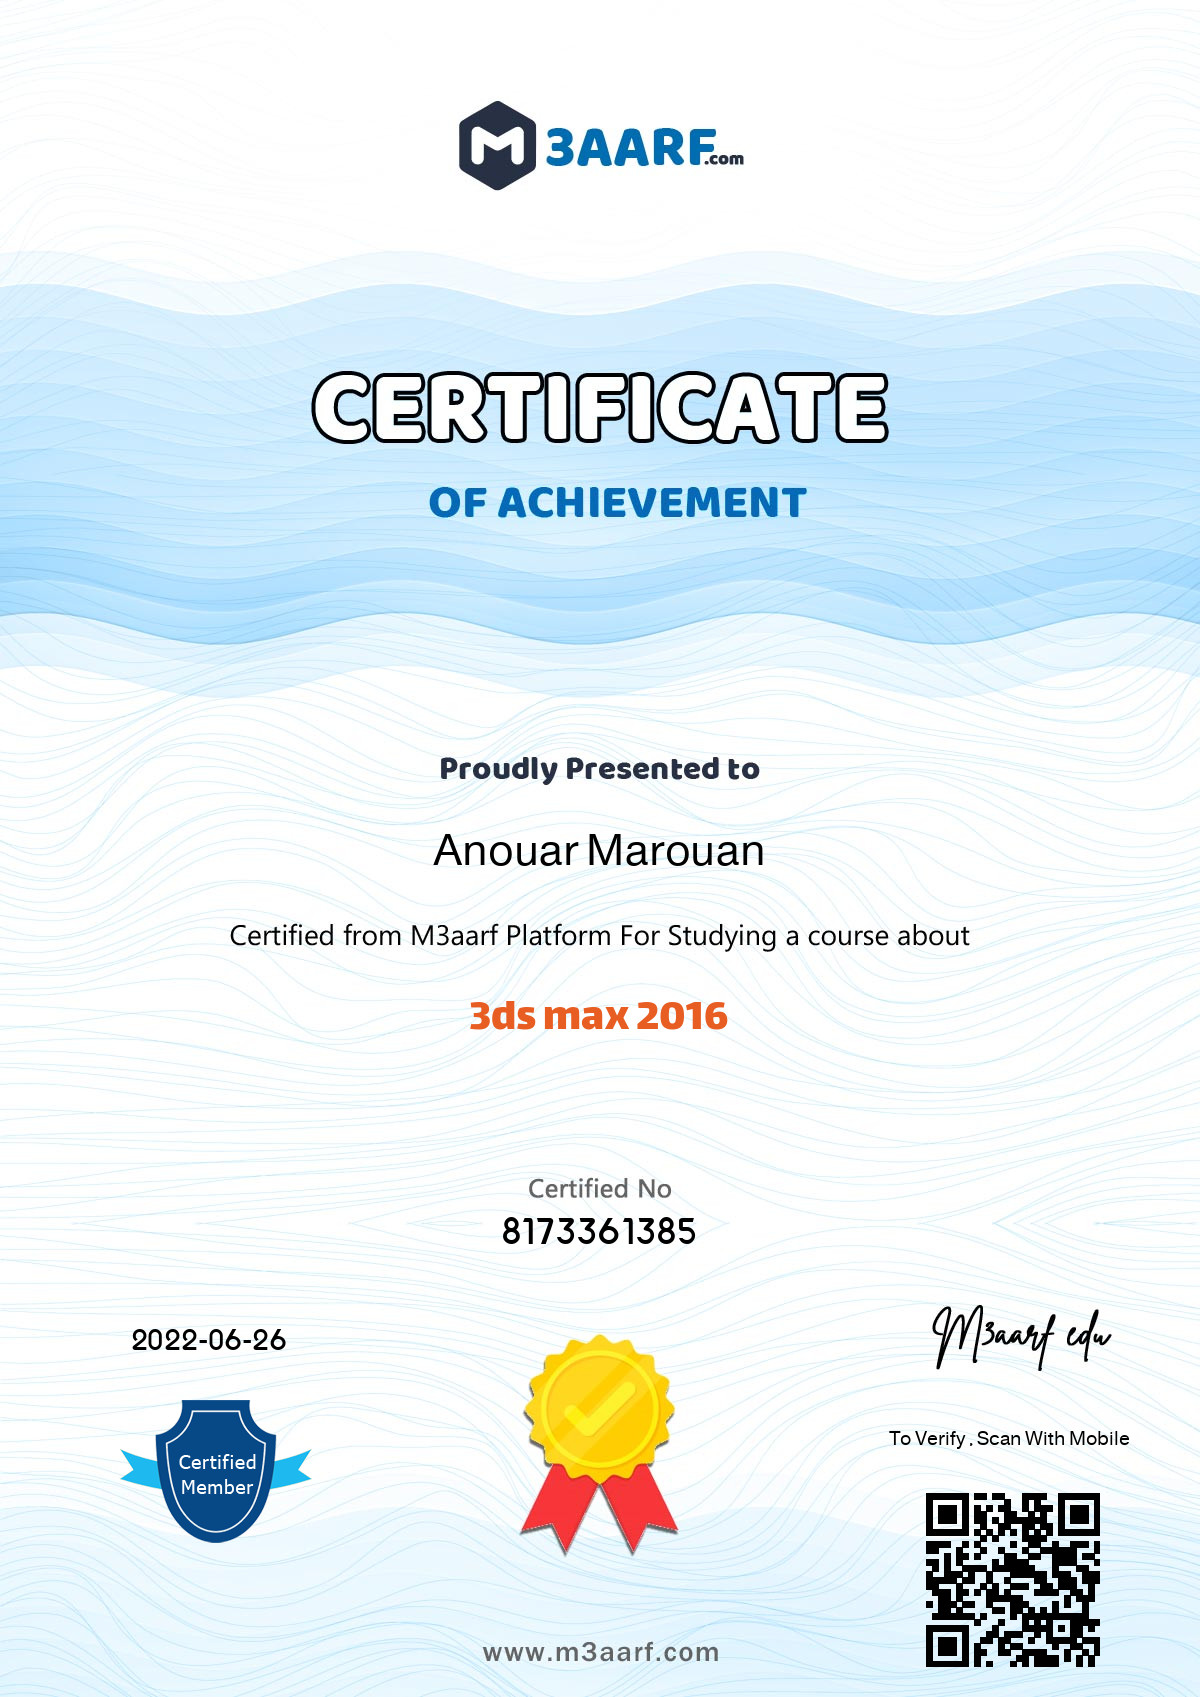 M3AARF.com
CERTIFICATE
OF ACHIEVEMENT
Proudly Presented to
Anouar Marouan
Certified from M3aarf Platform For Studying a course about
3ds max 2016
Certified No
8173361385
2022-06-26
M3aarf edu
Certified
Member
To Verify , Scan With Mobile
www.m3aarf.com